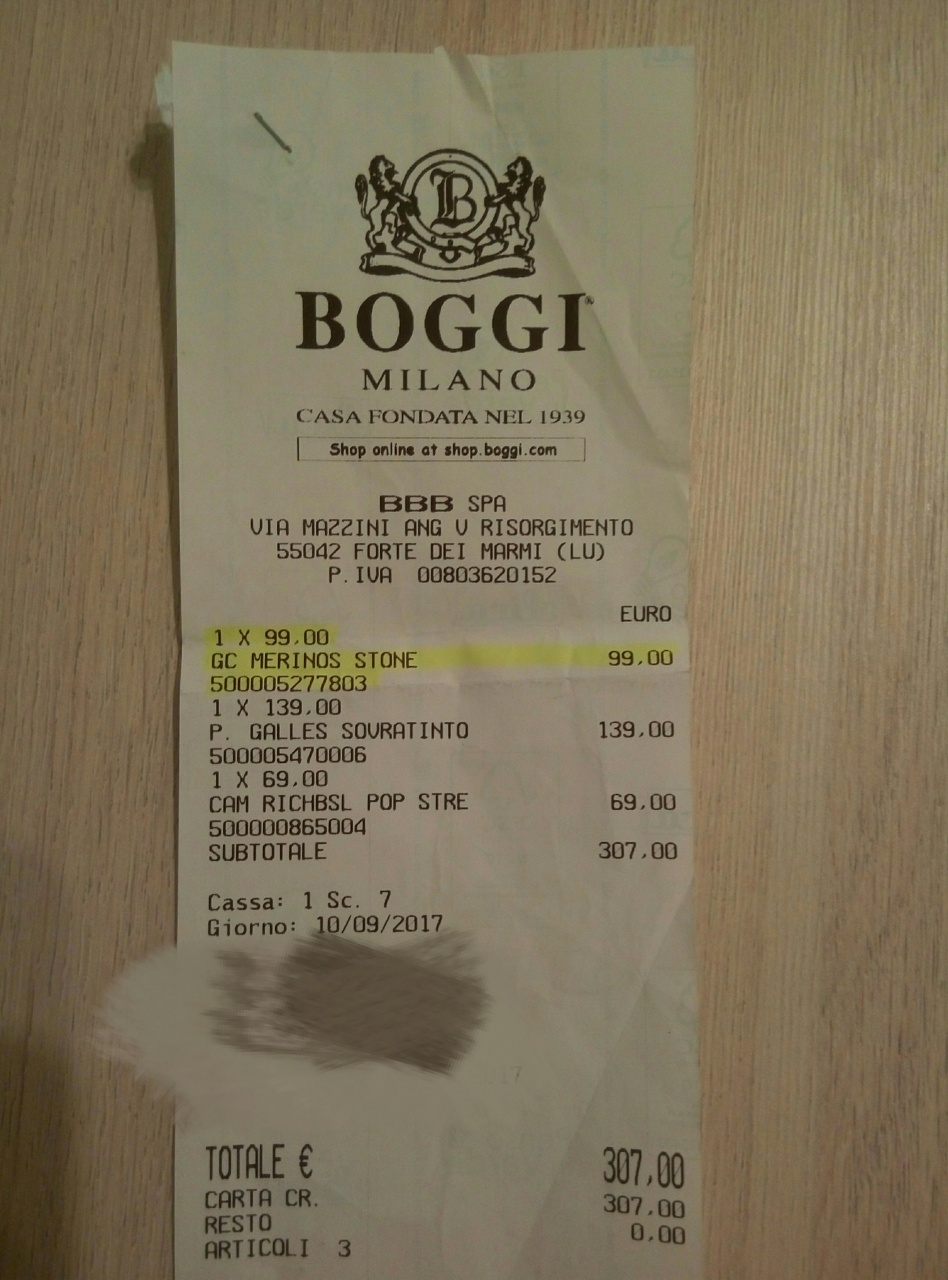 B
BOGGI®
MILANO
CASA FONDATA NEL 1939
Shop online at shop.boggi.com
BBB SPA
VIA MAZZINI ANG V RISORGIMENTO
55042 FORTE DEI MARMI (LU)
P.IVA 00803620152
EURO
1 X 99,00
GC MERINOS STONE 99,00
500005277803
1 X 139,00
P. GALLES SOVRATINTO 139,00
500005470006
1 X 69,00
CAM RICHBSL POP STRE 69,00
500000865004
SUBTOTALE 307,00
Cassa: 1 Sc. 7
Giorno: 10/09/2017
TOTALE € 307,00
CARTA CR. 307,00
RESTO 0,00
ARTICOLI 3